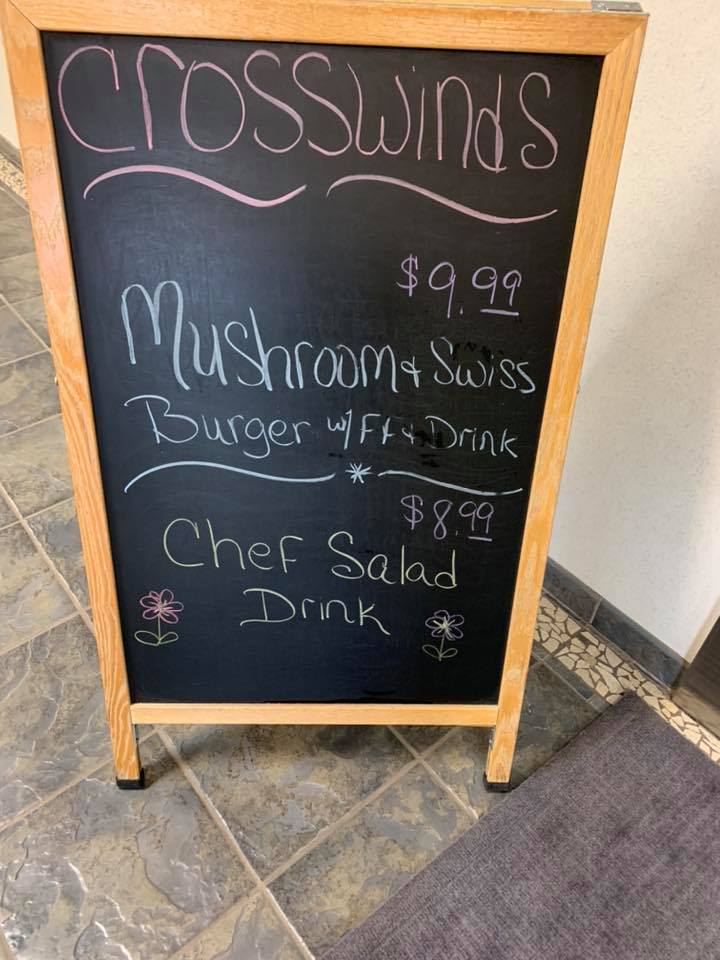 Crosswinds
$9.99
Mushroom + Swiss
Burger w/ FF + Drink
$8.99
Chef Salad
Drink